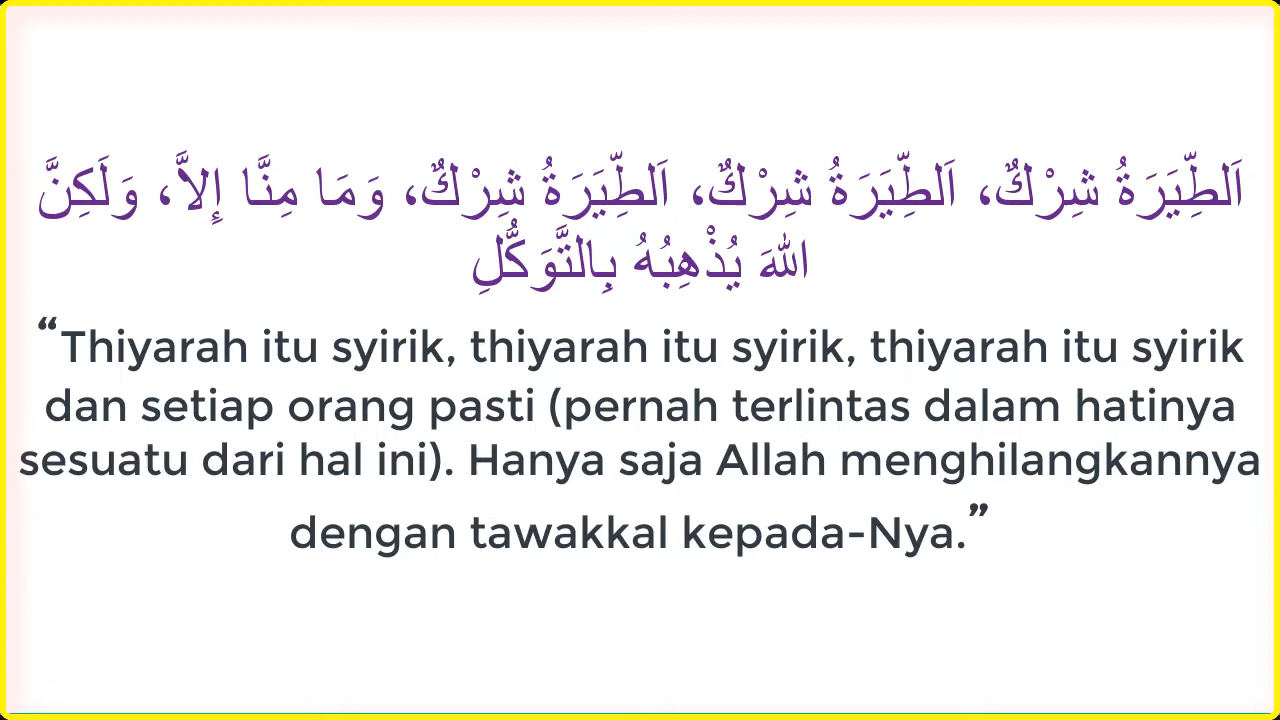 اَلطِّيَرَةُ شِرْكٌ، اَلطِّيَرَةُ شِرْكٌ، اَلطِّيَرَةُ شِرْكٌ، وَمَا مِنَّا إِلاَّ، وَلَكِنَّ
اللهَ يُذْهِبُهُ بِالتَّوَكُّلِ
“Thiyarah itu syirik, thiyarah itu syirik, thiyarah itu syirik
dan setiap orang pasti (pernah terlintas dalam hatinya
sesuatu dari hal ini). Hanya saja Allah menghilangkannya
dengan tawakkal kepada-Nya.”